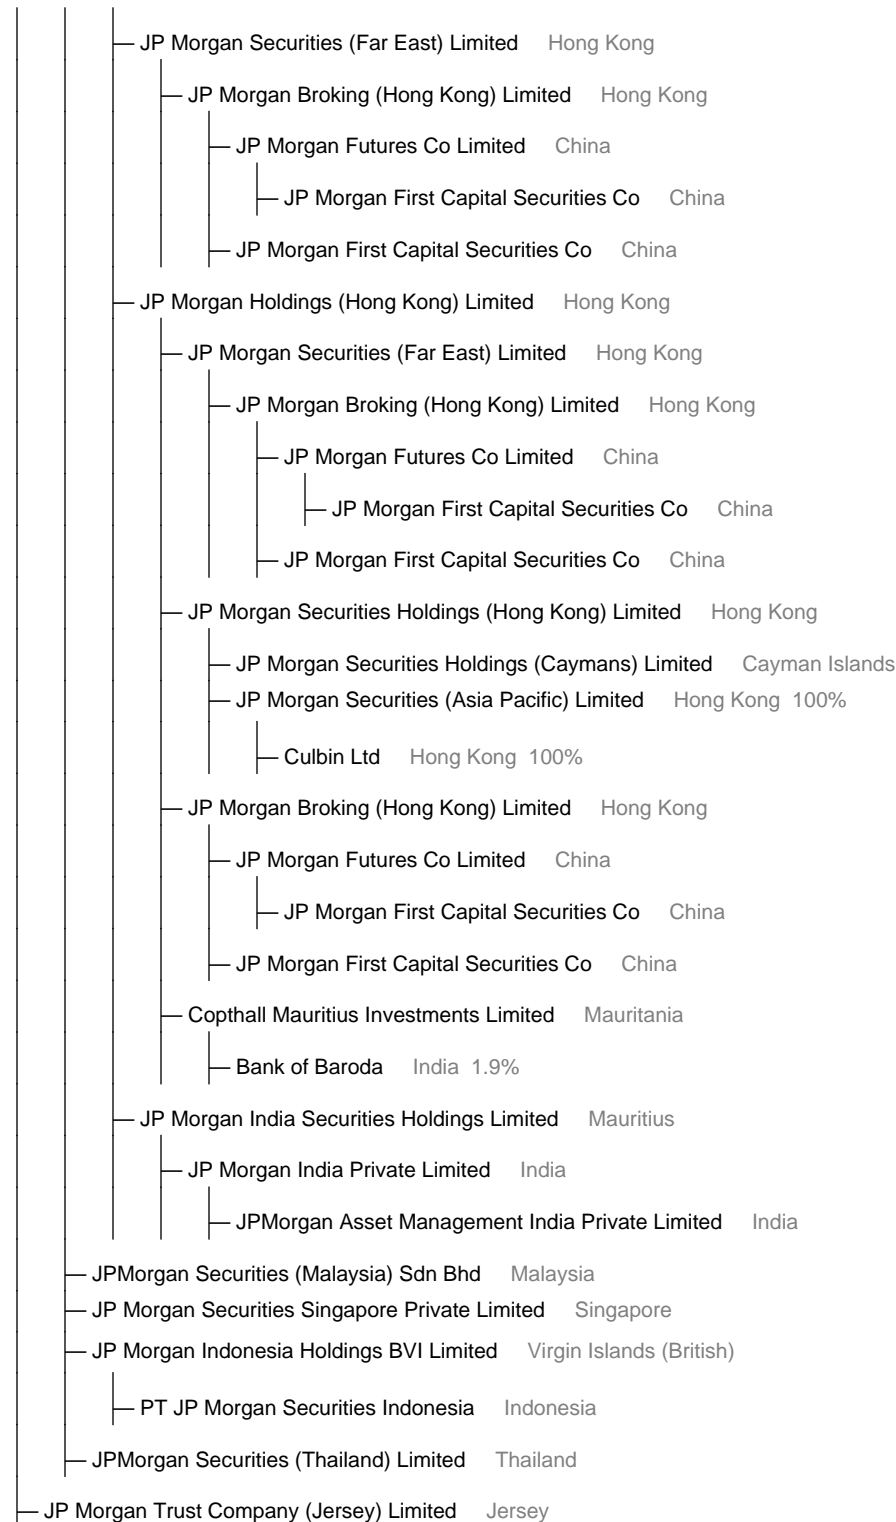 JP Morgan Securities (Far East) Limited Hong Kong
JP Morgan Broking (Hong Kong) Limited Hong Kong
JP Morgan Futures Co Limited China
JP Morgan First Capital Securities Co China
JP Morgan First Capital Securities Co China
JP Morgan Holdings (Hong Kong) Limited Hong Kong
JP Morgan Securities (Far East) Limited Hong Kong
JP Morgan Broking (Hong Kong) Limited Hong Kong
JP Morgan Futures Co Limited China
JP Morgan First Capital Securities Co China
JP Morgan First Capital Securities Co China
JP Morgan Securities Holdings (Hong Kong) Limited Hong Kong
JP Morgan Securities Holdings (Caymans) Limited Cayman Islands
JP Morgan Securities (Asia Pacific) Limited Hong Kong 100%
Culbin Ltd Hong Kong 100%
JP Morgan Broking (Hong Kong) Limited Hong Kong
JP Morgan Futures Co Limited China
JP Morgan First Capital Securities Co China
JP Morgan First Capital Securities Co China
Copthall Mauritius Investments Limited Mauritania
Bank of Baroda India 1.9%
JP Morgan India Securities Holdings Limited Mauritius
JP Morgan India Private Limited India
JPMorgan Asset Management India Private Limited India
JPMorgan Securities (Malaysia) Sdn Bhd Malaysia
JP Morgan Securities Singapore Private Limited Singapore
JP Morgan Indonesia Holdings BVI Limited Virgin Islands (British)
PT JP Morgan Securities Indonesia Indonesia
JPMorgan Securities (Thailand) Limited Thailand
JP Morgan Trust Company (Jersey) Limited Jersey